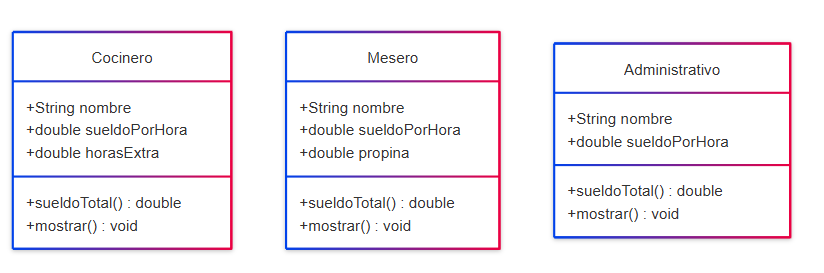 Cocinero
+String nombre
+double sueldoPorHora
+double horasExtra
+sueldoTotal() : double
+mostrar() : void
Mesero
+String nombre
+double sueldoPorHora
+double propina
+sueldoTotal() : double
+mostrar() : void
Administrativo
+String nombre
+double sueldoPorHora
+sueldoTotal() : double
+mostrar() : void